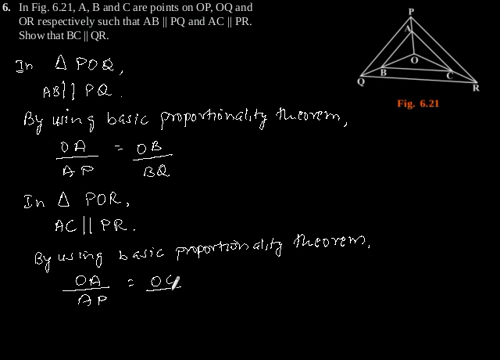 6. In Fig. 6.21, A, B and C are points on OP, OQ and
OR respectively such that AB || PQ and AC || PR.
Show that BC || QR.
P
A
O
B
C
Q
R
Fig. 6.21
In Δ POQ,
AB || PQ.
By using basic proportionality theorem,
OA/AP = OB/BQ
In Δ POR,
AC || PR.
By using basic proportionality theorem,
OA/AP = OC